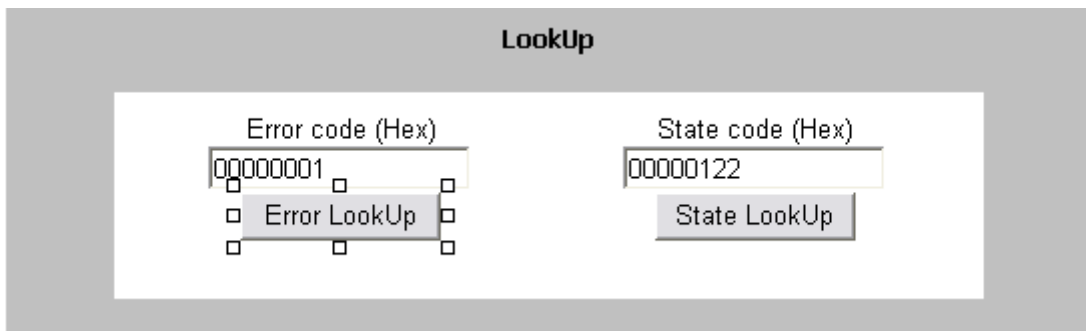 LookUp
Error code (Hex)
State code (Hex)
00000001
00000122
Error LookUp
State LookUp